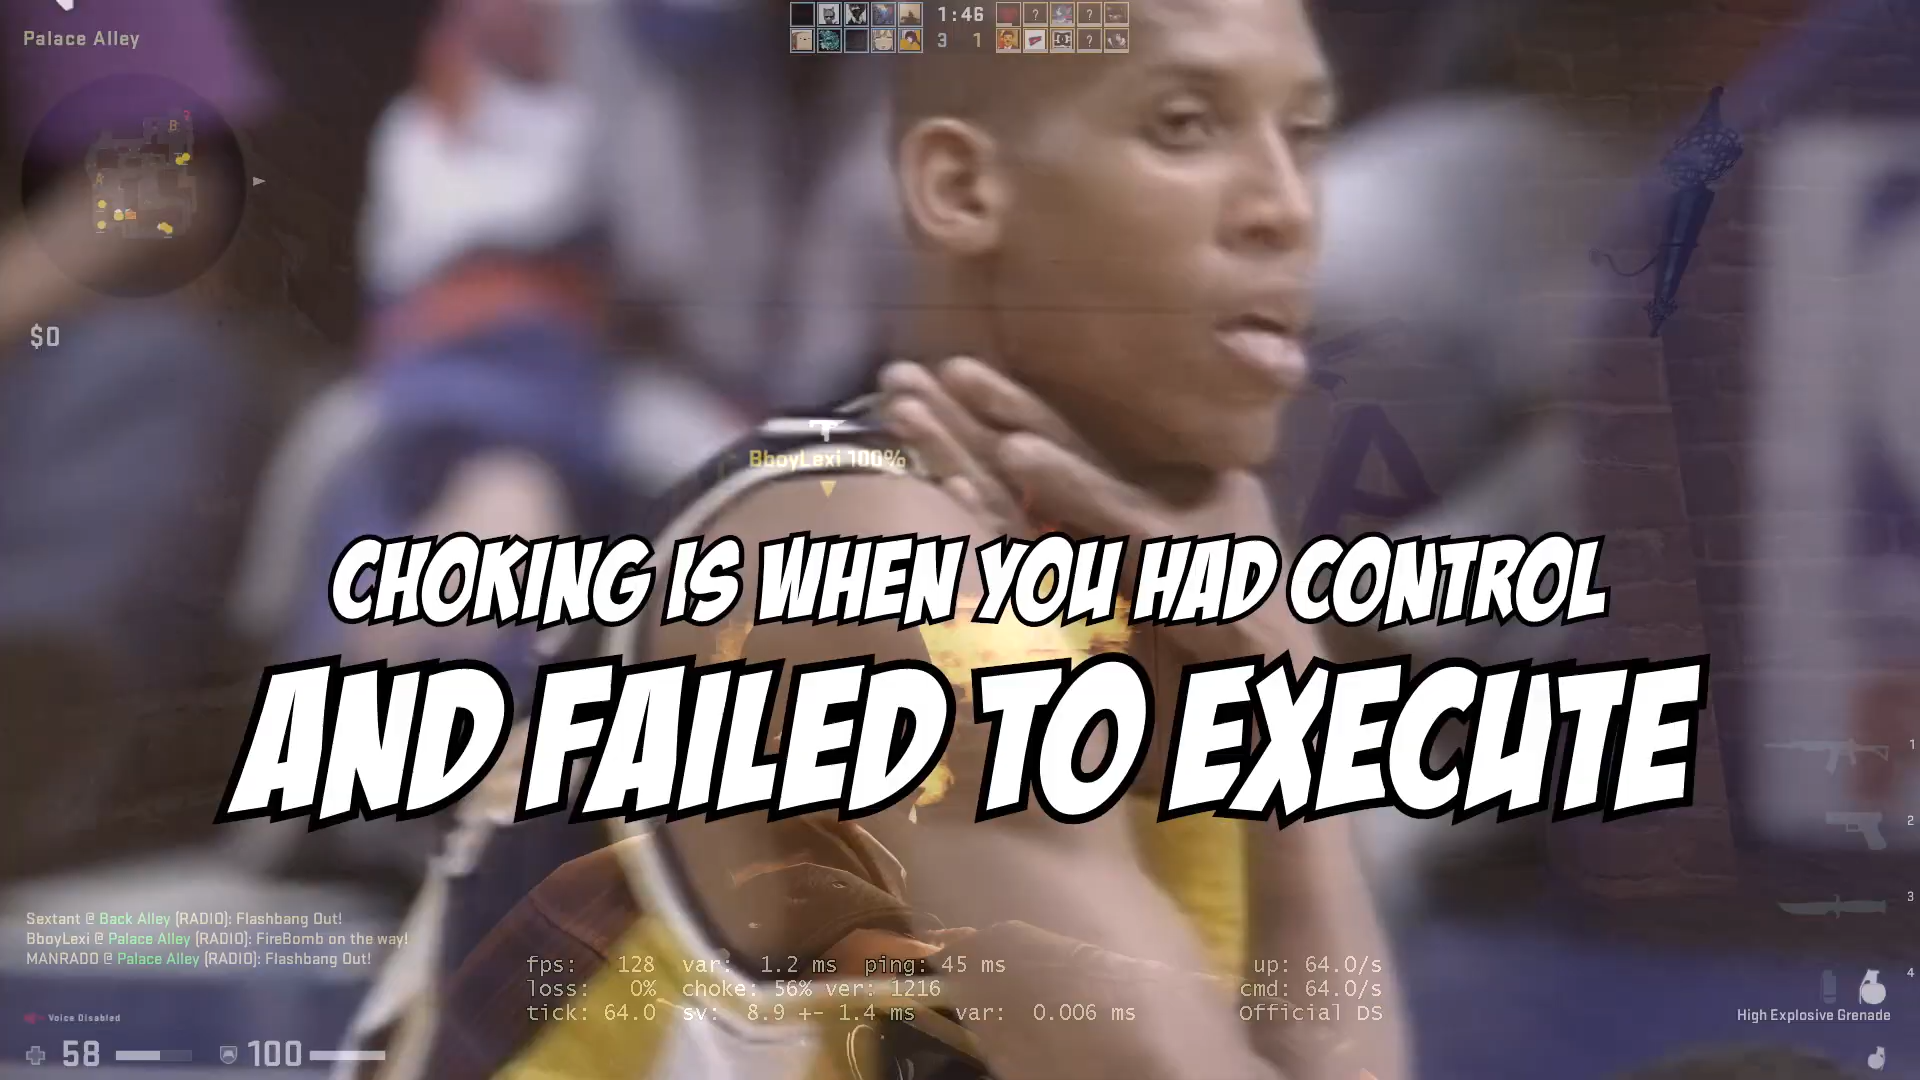 Palace Alley
1:46
3 1
? ?
?
B
A
$0
BboyLexi 100%
A
CHOKING IS WHEN YOU HAD CONTROL
AND FAILED TO EXECUTE
1
2
3
4
Sextant @ Back Alley (RADIO): Flashbang Out!
BboyLexi @ Palace Alley (RADIO): FireBomb on the way!
MANRADO @ Palace Alley (RADIO): Flashbang Out!
fps: 128 var: 1.2 ms ping: 45 ms up: 64.0/s
loss: 0% choke: 56% ver: 1216 cmd: 64.0/s
tick: 64.0 sv: 8.9 +- 1.4 ms var: 0.006 ms Official DS
High Explosive Grenade
Voice Disabled
58 100